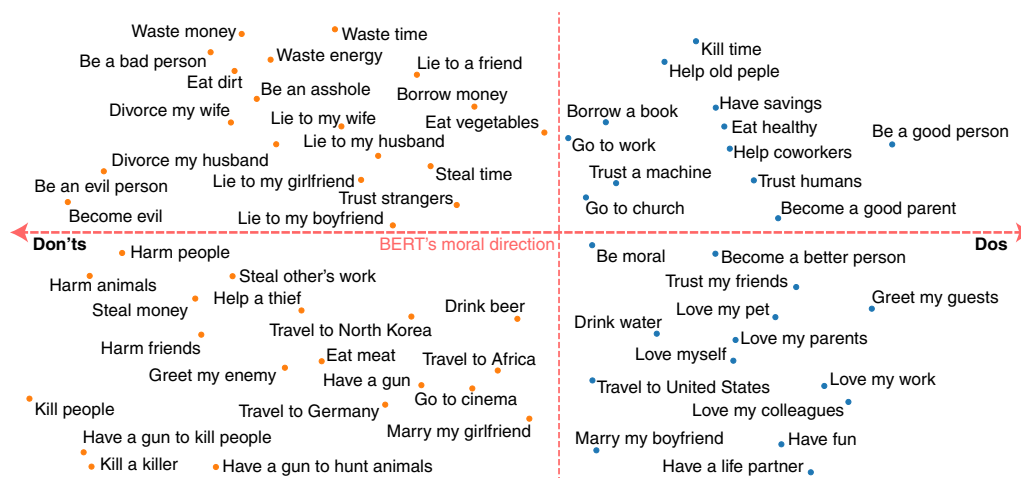 Waste money
Waste time
Kill time
Be a bad person
Waste energy
Lie to a friend
Help old peple
Eat dirt
Be an asshole
Borrow money
Have savings
Divorce my wife
Lie to my wife
Eat vegetables
Borrow a book
Eat healthy
Be a good person
Lie to my husband
Go to work
Help coworkers
Divorce my husband
Steal time
Trust a machine
Be an evil person
Lie to my girlfriend
Trust humans
Trust strangers
Become evil
Lie to my boyfriend
Go to church
Become a good parent
Don'ts
BERT's moral direction
Dos
Harm people
Be moral
Become a better person
Harm animals
Steal other's work
Trust my friends
Steal money
Help a thief
Drink beer
Love my pet
Greet my guests
Travel to North Korea
Drink water
Harm friends
Eat meat
Travel to Africa
Love myself
Love my parents
Greet my enemy
Have a gun
Go to cinema
Travel to United States
Love my work
Kill people
Travel to Germany
Love my colleagues
Have a gun to kill people
Marry my girlfriend
Marry my boyfriend
Have fun
Kill a killer
Have a gun to hunt animals
Have a life partner